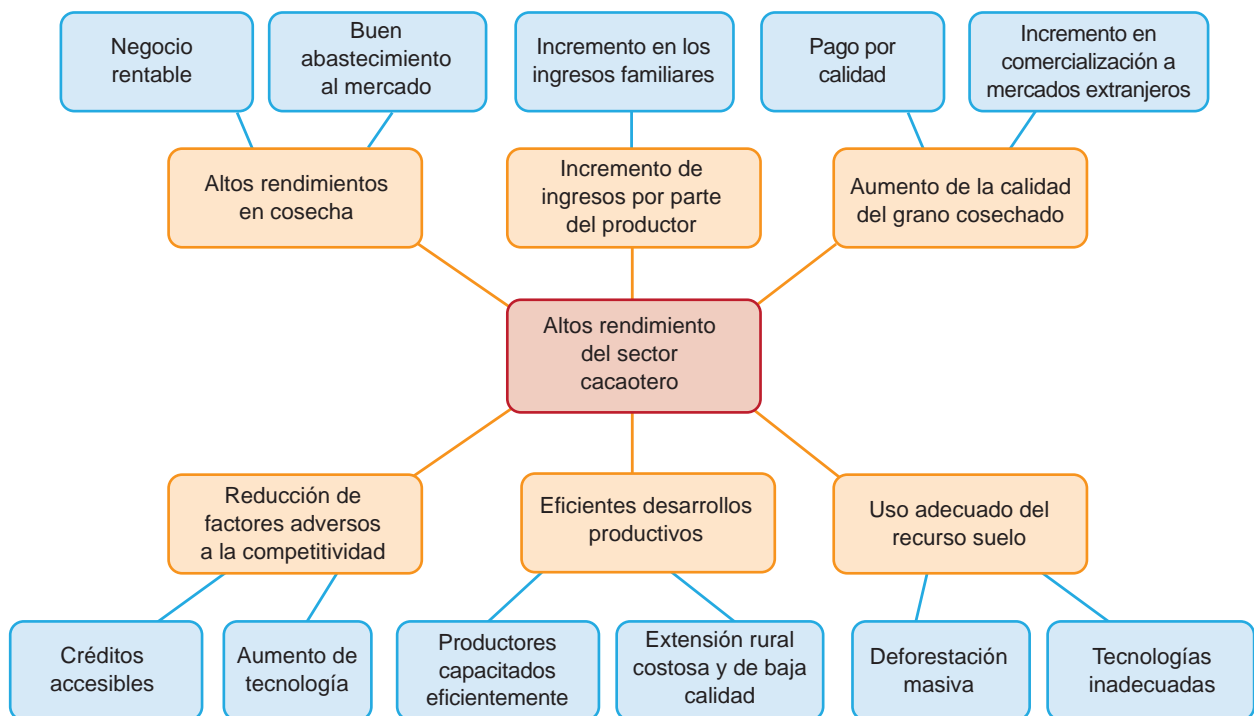 Negocio
rentable
Buen
abastecimiento
al mercado
Incremento en los
ingresos familiares
Pago por
calidad
Incremento en
comercialización a
mercados extranjeros
Altos rendimientos
en cosecha
Incremento de
ingresos por parte
del productor
Aumento de la calidad
del grano cosechado
Altos rendimiento
del sector
cacaotero
Reducción de
factores adversos
a la competitividad
Eficientes desarrollos
productivos
Uso adecuado del
recurso suelo
Créditos
accesibles
Aumento de
tecnología
Productores
capacitados
eficientemente
Extensión rural
costosa y de baja
calidad
Deforestación
masiva
Tecnologías
inadecuadas